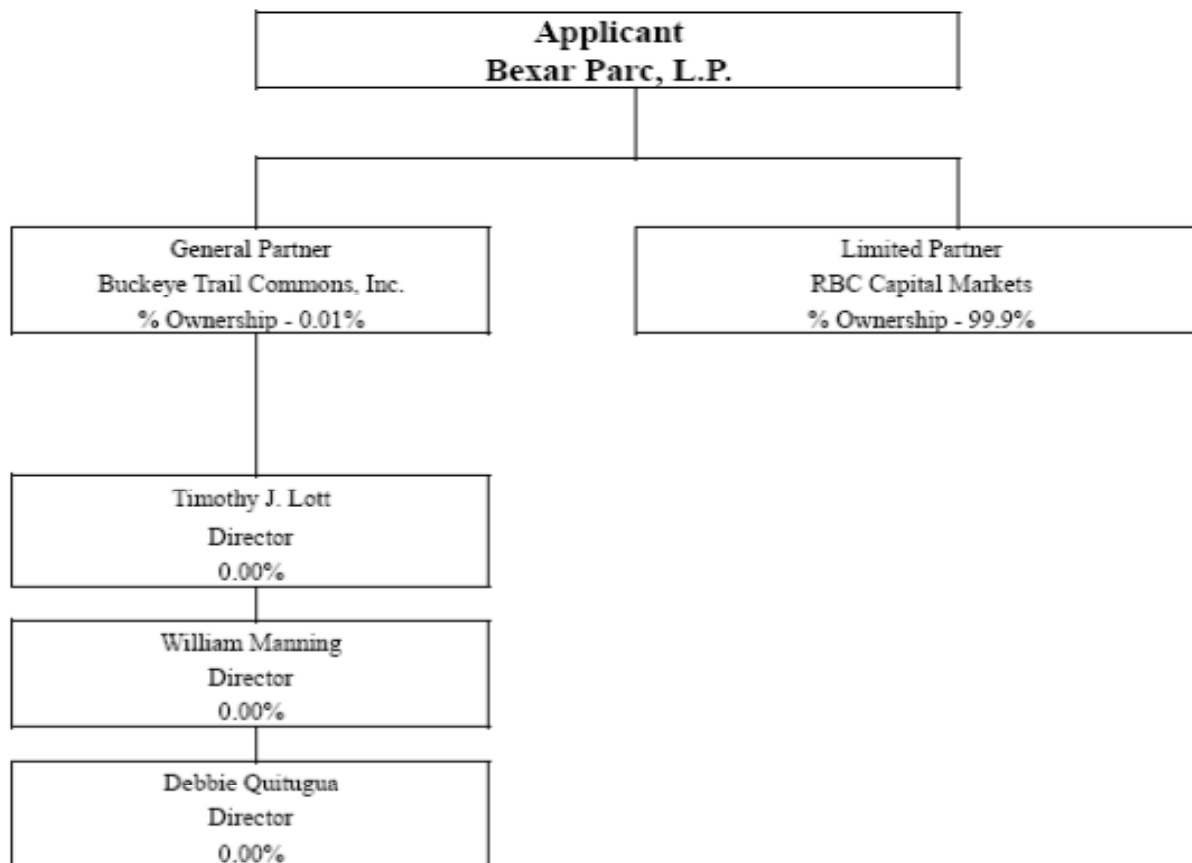 Applicant
Bexar Parc, L.P.
General Partner
Buckeye Trail Commons, Inc.
% Ownership - 0.01%
Limited Partner
RBC Capital Markets
% Ownership - 99.9%
Timothy J. Lott
Director
0.00%
William Manning
Director
0.00%
Debbie Quitugua
Director
0.00%